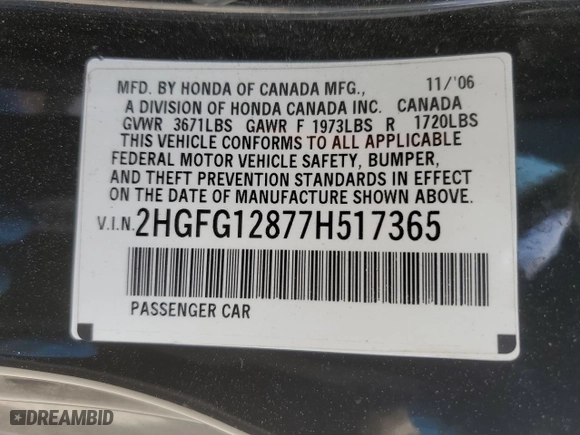 MFD. BY HONDA OF CANADA MFG., 11/'06
A DIVISION OF HONDA CANADA INC. CANADA
GVWR 3671LBS GAWR F 1973LBS R 1720LBS
THIS VEHICLE CONFORMS TO ALL APPLICABLE
FEDERAL MOTOR VEHICLE SAFETY, BUMPER,
AND THEFT PREVENTION STANDARDS IN EFFECT
ON THE DATE OF MANUFACTURE SHOWN ABOVE.
V.I.N. 2HGFG12877H517365
PASSENGER CAR
DREAMBID